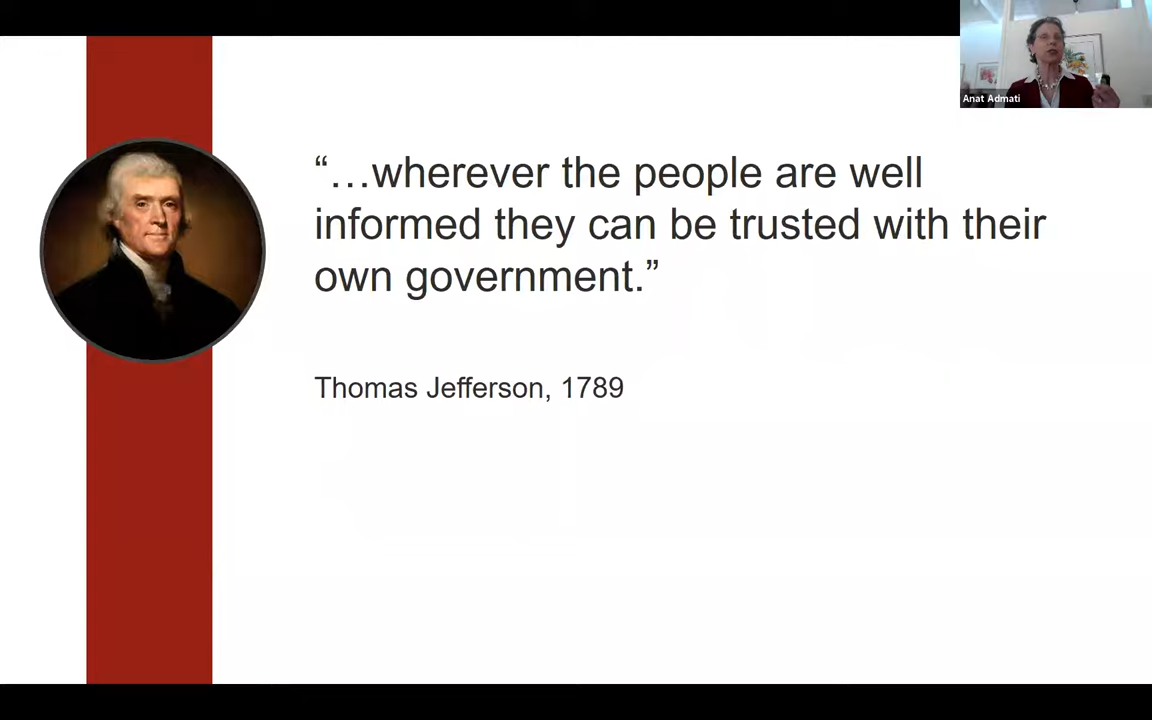 Anat Admati
“…wherever the people are well
informed they can be trusted with their
own government.”
Thomas Jefferson, 1789